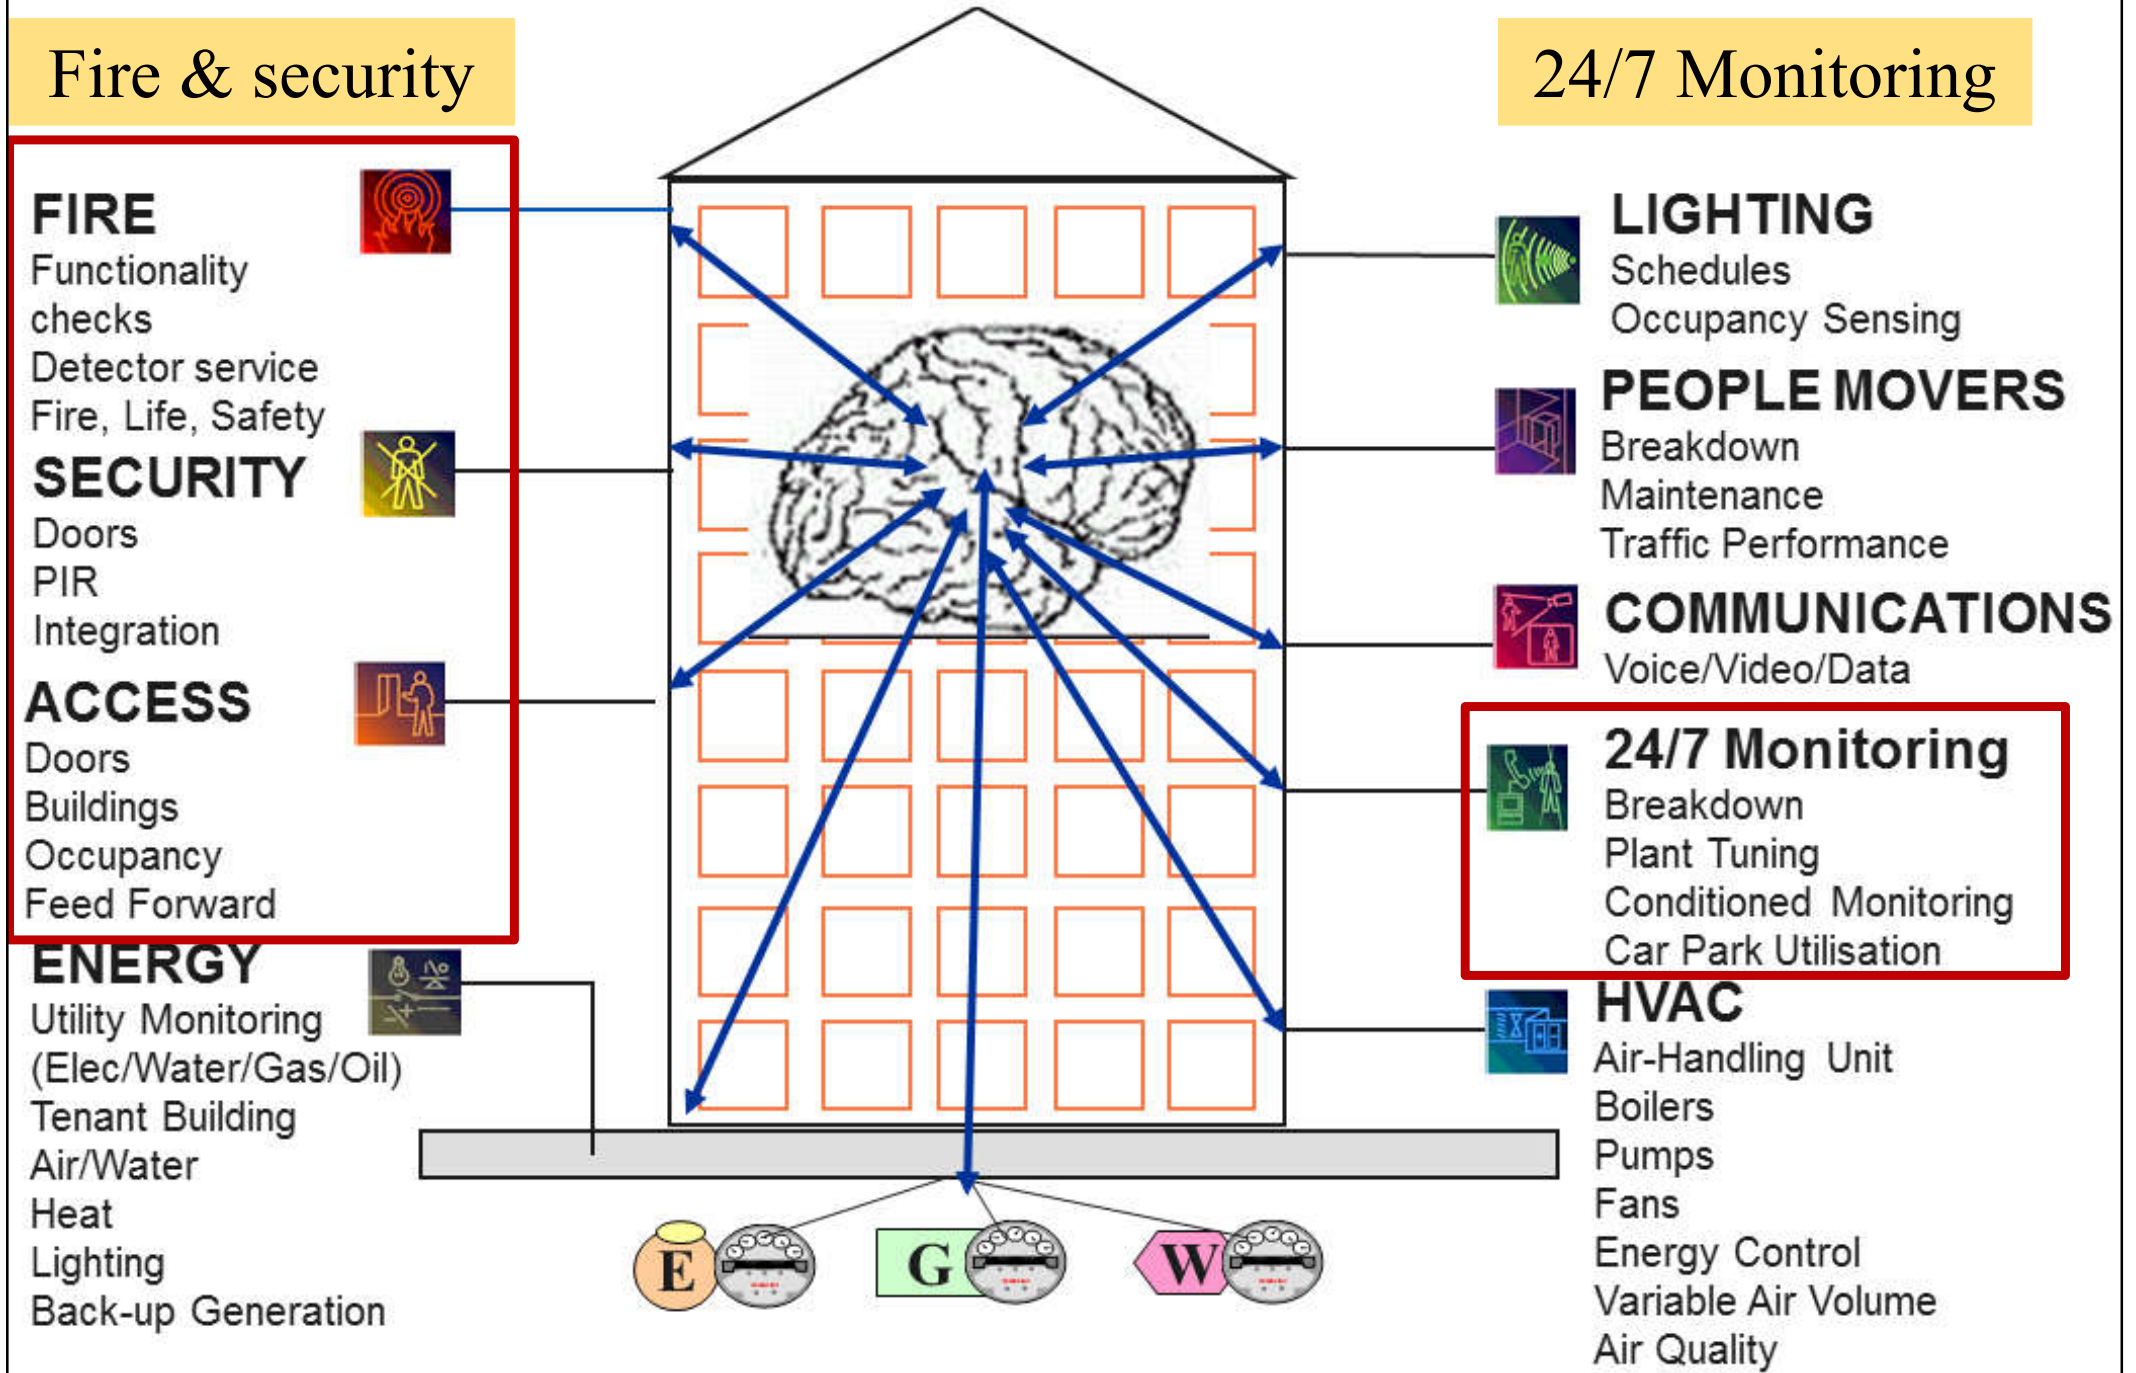 Fire & security
24/7 Monitoring
FIRE
Functionality
checks
Detector service
Fire, Life, Safety
SECURITY
Doors
PIR
Integration
ACCESS
Doors
Buildings
Occupancy
Feed Forward
ENERGY
Utility Monitoring
(Elec/Water/Gas/Oil)
Tenant Building
Air/Water
Heat
Lighting
Back-up Generation
LIGHTING
Schedules
Occupancy Sensing
PEOPLE MOVERS
Breakdown
Maintenance
Traffic Performance
COMMUNICATIONS
Voice/Video/Data
24/7 Monitoring
Breakdown
Plant Tuning
Conditioned Monitoring
Car Park Utilisation
HVAC
Air-Handling Unit
Boilers
Pumps
Fans
Energy Control
Variable Air Volume
Air Quality
E
G
W